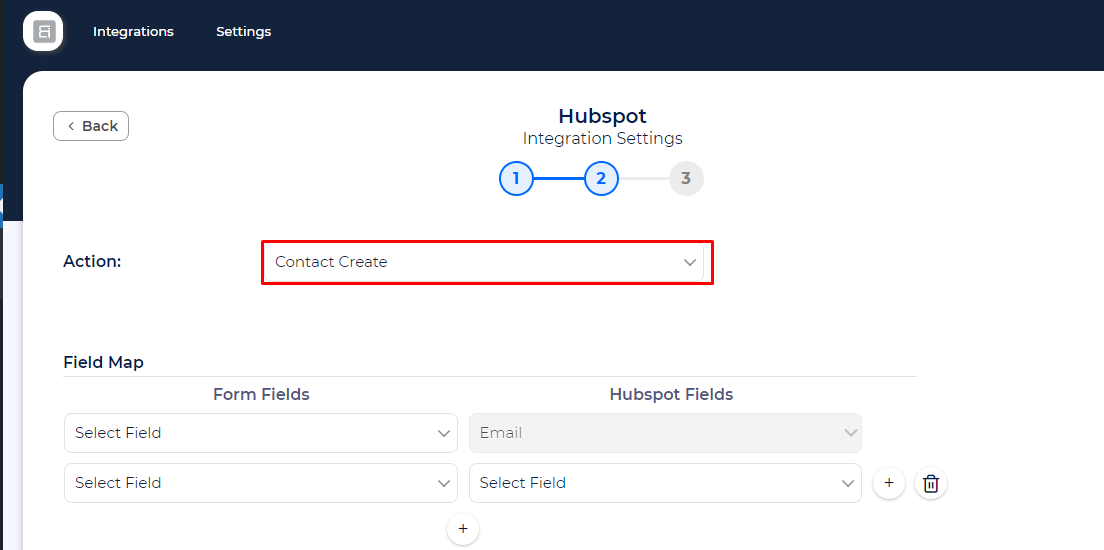 Integrations Settings
Back
Hubspot
Integration Settings
1 2 3
Action: Contact Create
Field Map
Form Fields Hubspot Fields
Select Field Email
Select Field Select Field +
+